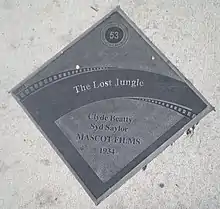 53
The Lost Jungle
Clyde Beatty
Syd Saylor
MASCOT FILMS
1934